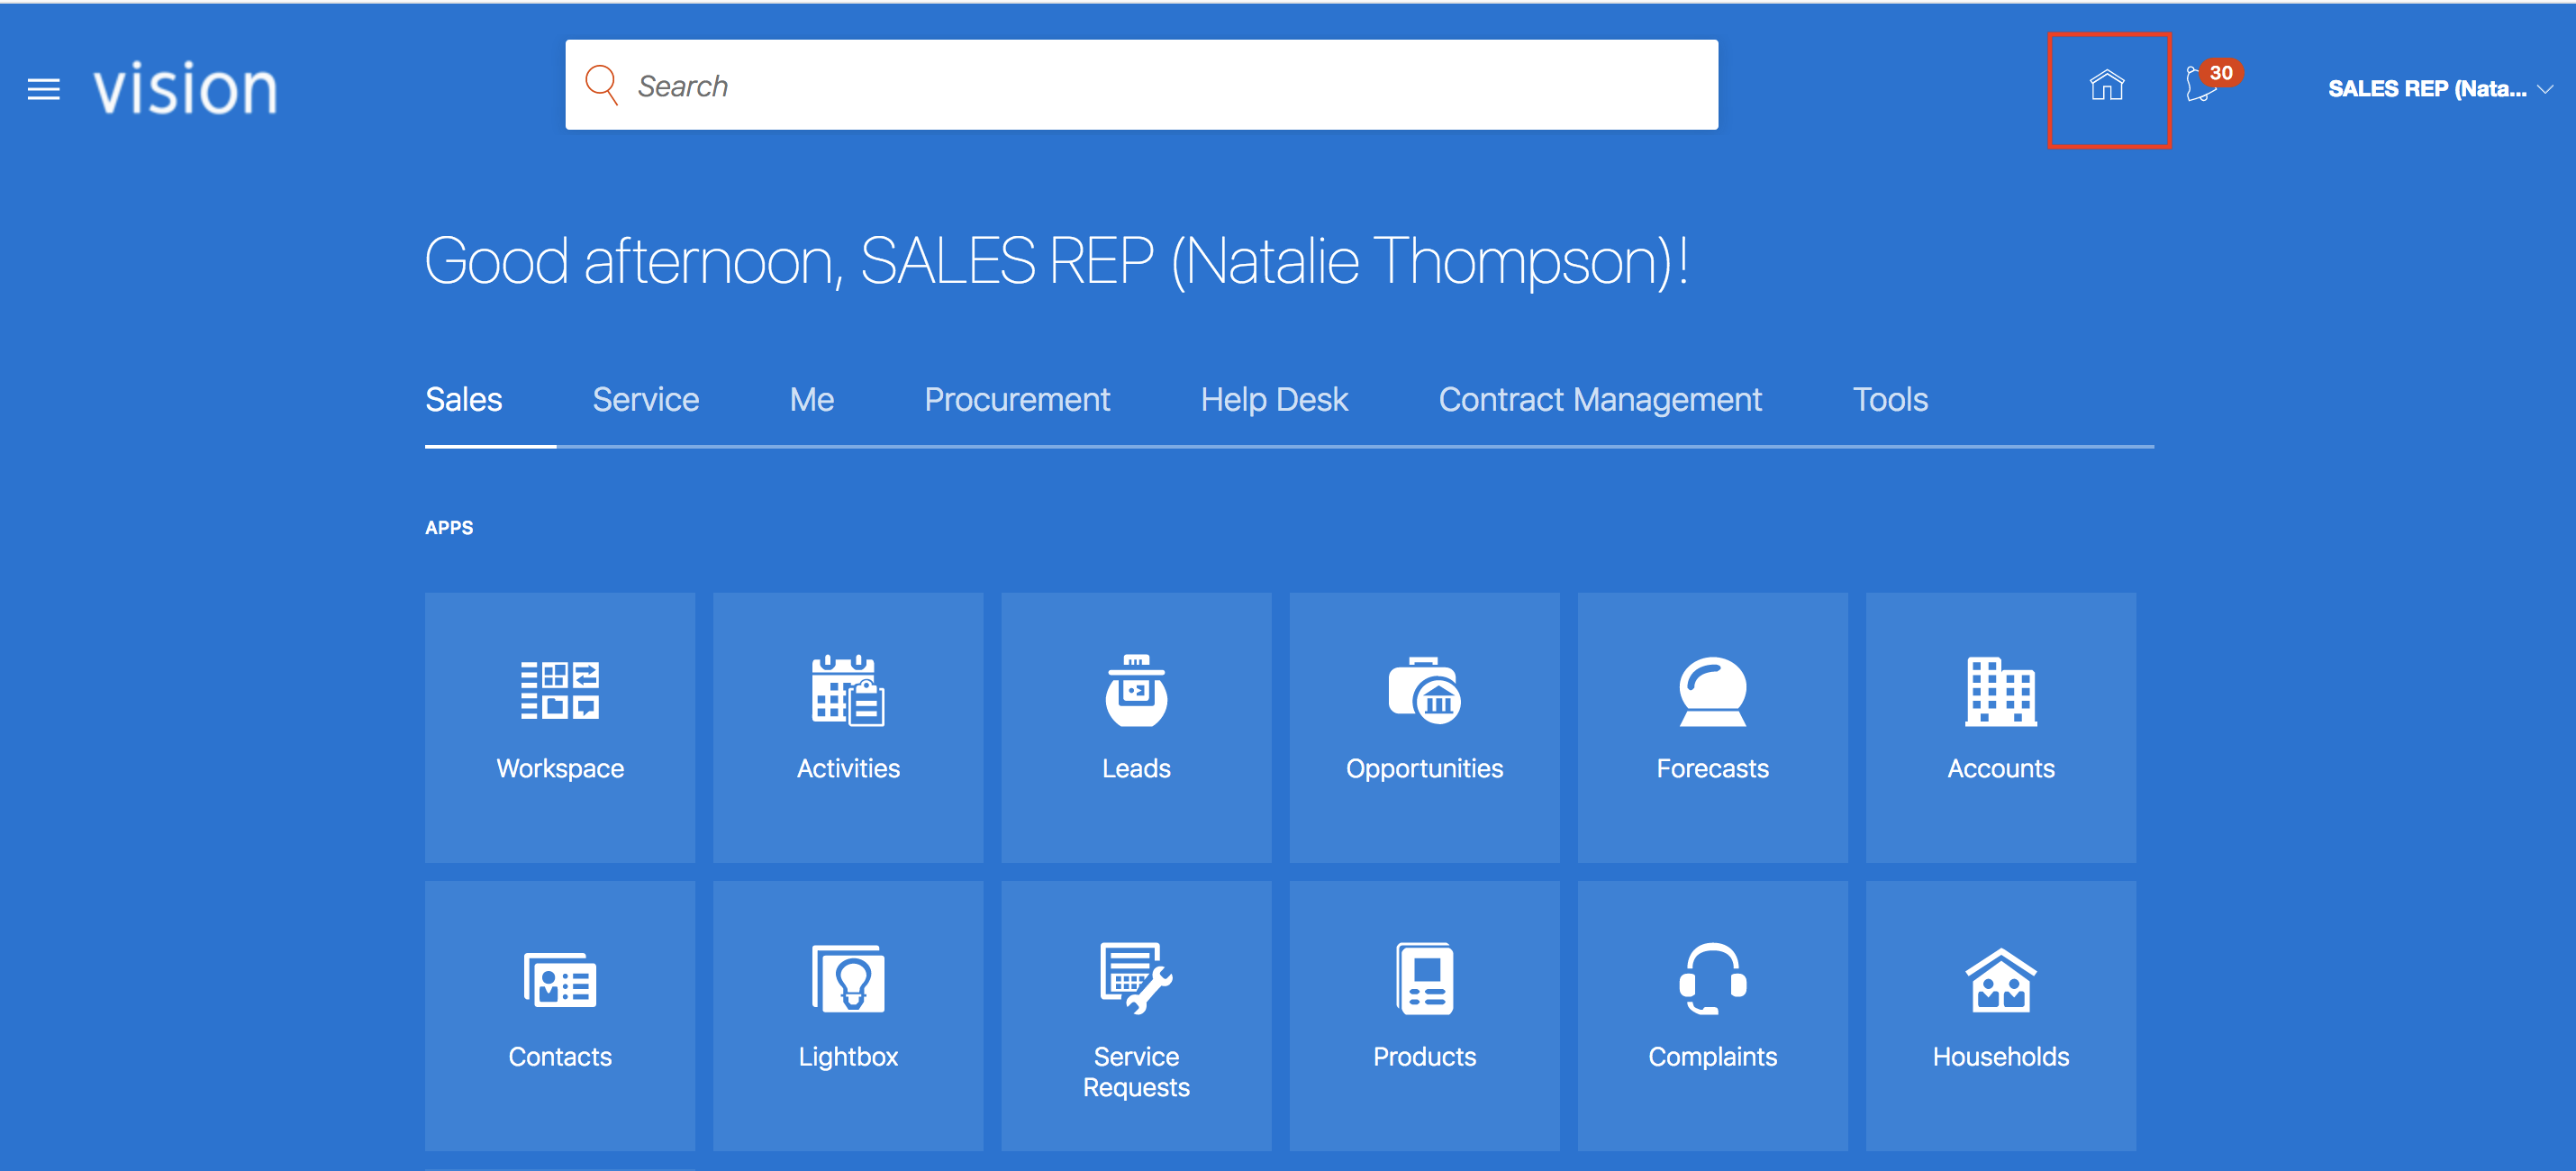 vision
Search
30
SALES REP (Nata...
Good afternoon, SALES REP (Natalie Thompson)!
Sales Service Me Procurement Help Desk Contract Management Tools
APPS
Workspace Activities Leads Opportunities Forecasts Accounts
Contacts Lightbox Service Products Complaints Households
Requests